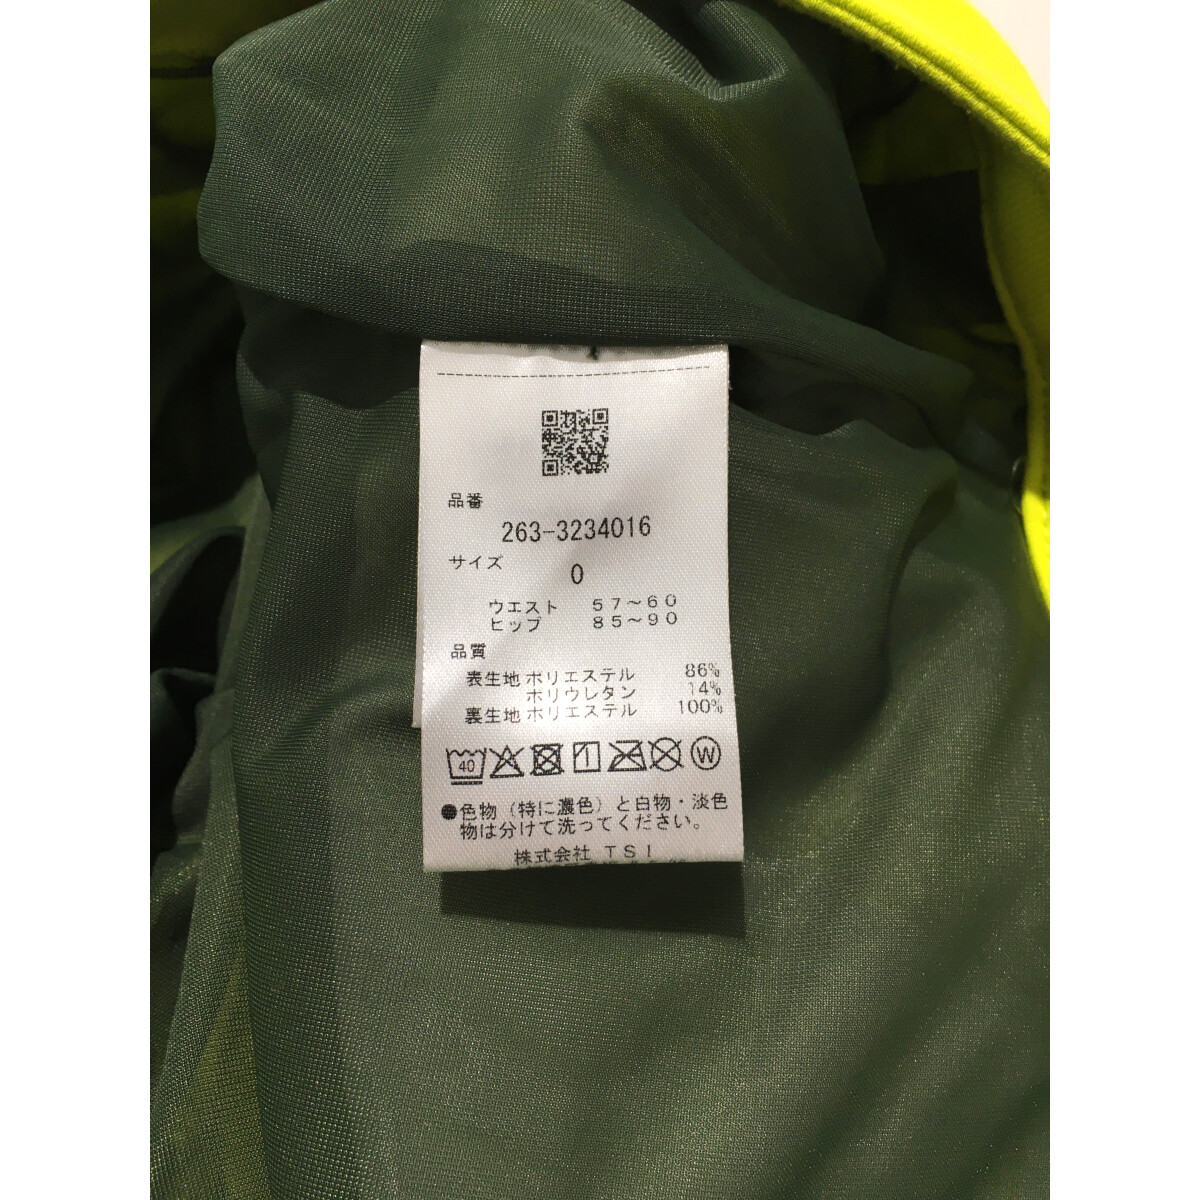 品番
263-3234016
サイズ
0
ウエスト 57~60
ヒップ 85~90
品質
表生地 ポリエステル 86%
ポリウレタン 14%
裏生地 ポリエステル 100%
40 W
●色物(特に濃色)と白物・淡色
物は分けて洗ってください。
株式会社 TSI